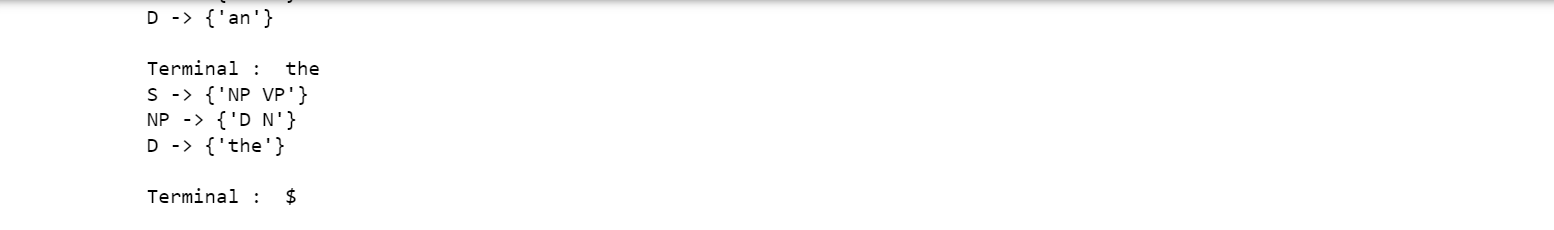 D -> {'an'}
Terminal :  the
S -> {'NP VP'}
NP -> {'D N'}
D -> {'the'}
Terminal :  $